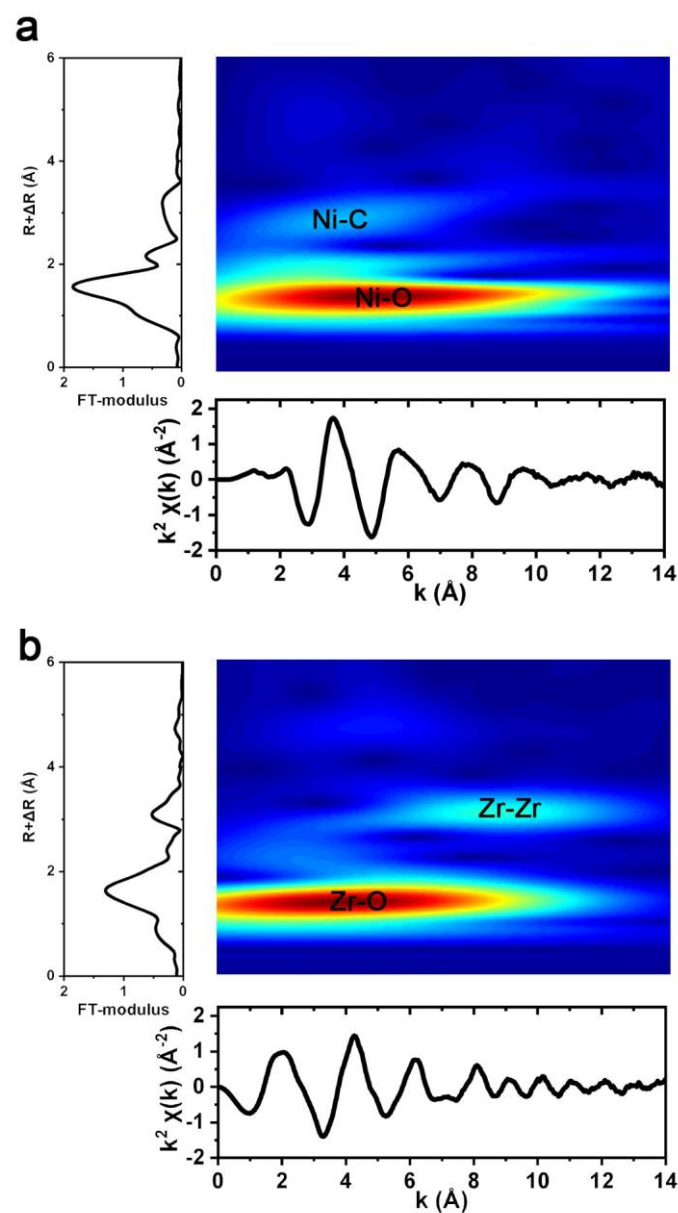 a
R+ΔR (Å)
6
4
2
0
2 1 0
FT-modulus
Ni-C
Ni-O
k² χ(k) (Å⁻²)
2
1
0
-1
-2
0 2 4 6 8 10 12 14
k (Å)
b
R+ΔR (Å)
6
4
2
0
2 1 0
FT-modulus
Zr-Zr
Zr-O
k² χ(k) (Å⁻²)
2
1
0
-1
-2
0 2 4 6 8 10 12 14
k (Å)